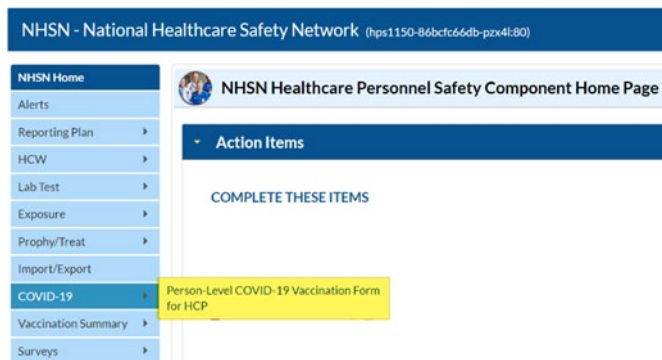 NHSN - National Healthcare Safety Network (hps1150-86bcfc66db-pzx4l:80)
NHSN Home
Alerts
Reporting Plan
HCW
Lab Test
Exposure
Prophy/Treat
Import/Export
COVID-19
Vaccination Summary
Surveys
NHSN Healthcare Personnel Safety Component Home Page
Action Items
COMPLETE THESE ITEMS
Person-Level COVID-19 Vaccination Form
for HCP